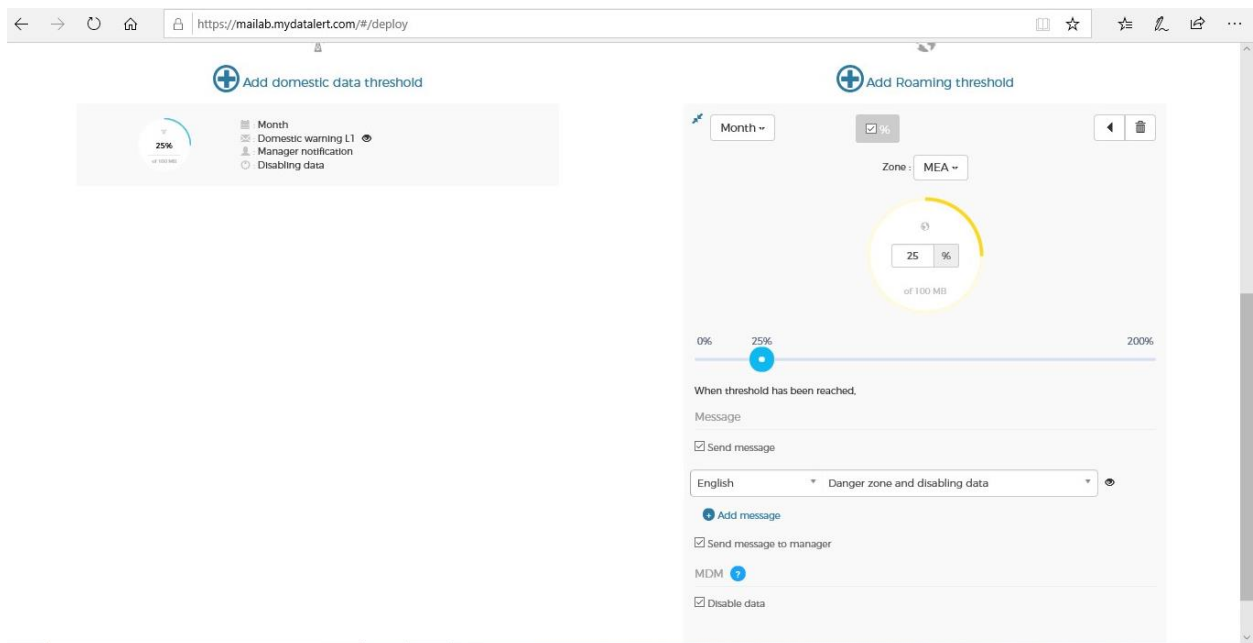 https://mailab.mydatalert.com/#/deploy
Add domestic data threshold
25%
of 100 MB
Month
Domestic warning L1
Manager notification
Disabling data
Add Roaming threshold
Month
%
Zone : MEA
25 %
of 100 MB
0% 25% 200%
When threshold has been reached,
Message
Send message
English Danger zone and disabling data
Add message
Send message to manager
MDM ?
Disable data